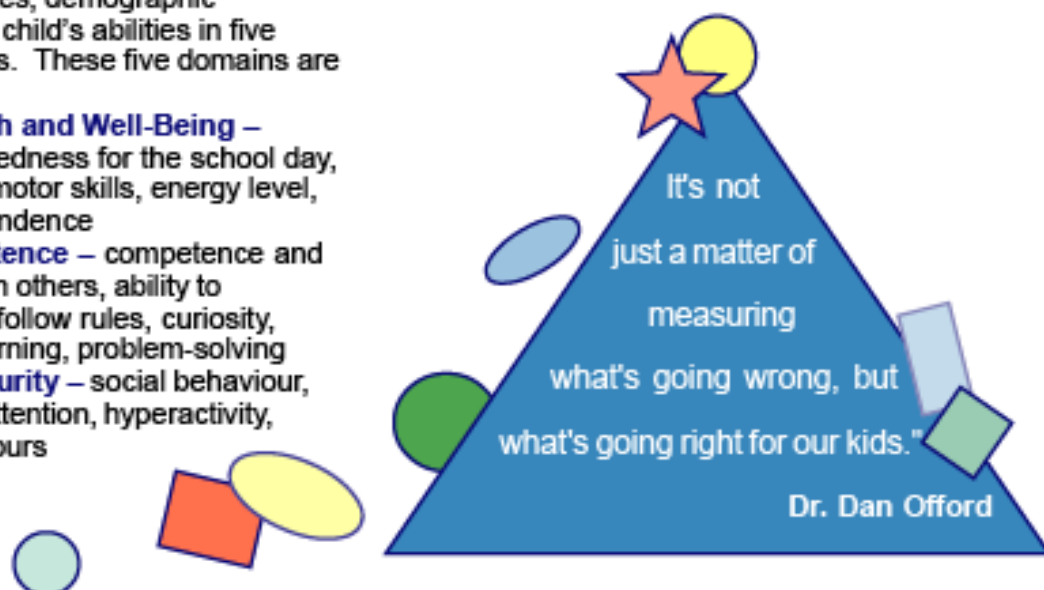 demographic
child's abilities in five
These five domains are
h and Well-Being –
edness for the school day,
motor skills, energy level,
ndence
tence – competence and
n others, ability to
follow rules, curiosity,
rning, problem-solving
urity – social behaviour,
ttention, hyperactivity,
ours
It's not
just a matter of
measuring
what's going wrong, but
what's going right for our kids."
Dr. Dan Offord